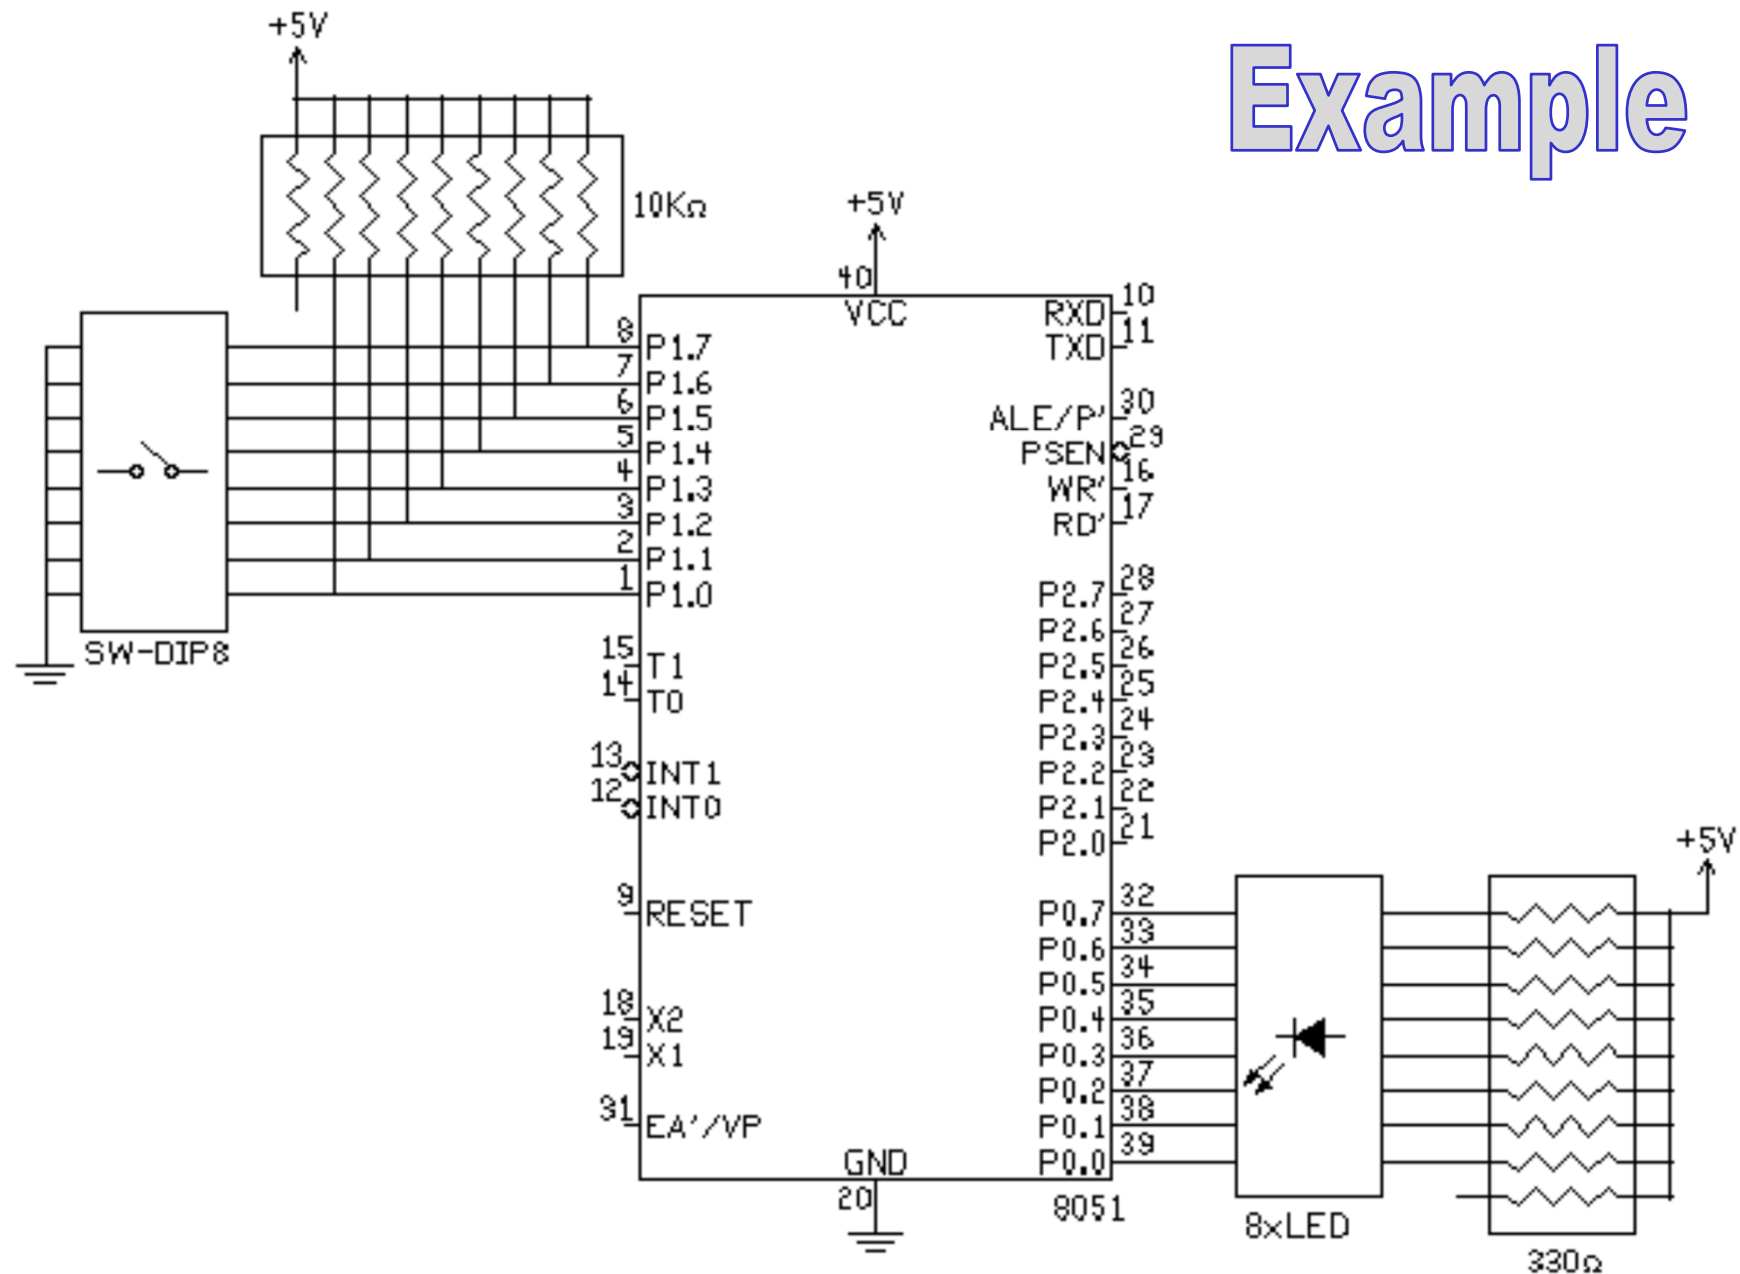 +5V
Example
10KΩ
+5V
40
VCC
RXD 10
TXD 11
8 P1.7
7 P1.6
6 P1.5
5 P1.4
4 P1.3
3 P1.2
2 P1.1
1 P1.0
ALE/P' 30
PSEN 29
WR' 16
RD' 17
SW-DIP8
15 T1
14 T0
13 INT1
12 INT0
P2.7 28
P2.6 27
P2.5 26
P2.4 25
P2.3 24
P2.2 23
P2.1 22
P2.0 21
+5V
9 RESET
18 X2
19 X1
31 EA'/VP
P0.7 32
P0.6 33
P0.5 34
P0.4 35
P0.3 36
P0.2 37
P0.1 38
P0.0 39
GND
20
8051
8xLED
330Ω